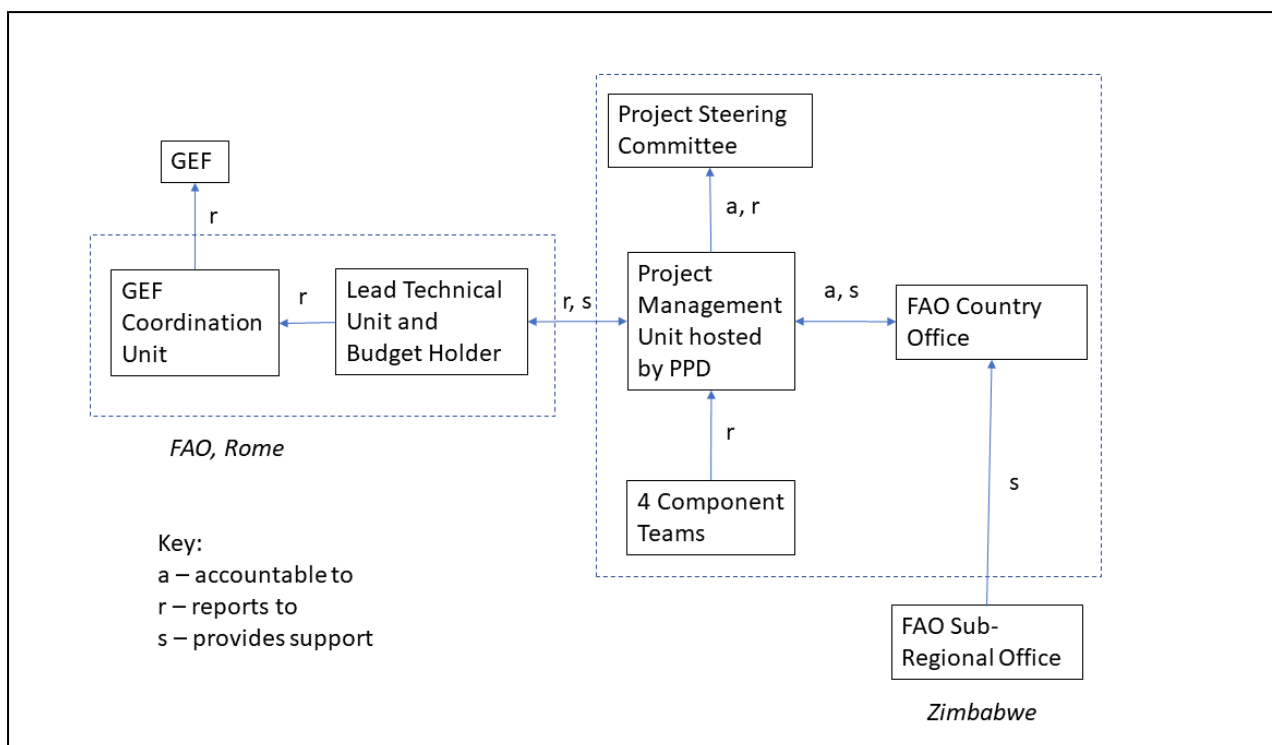 Project Steering
Committee
GEF
r
a, r
GEF
Coordination
Unit
r
Lead Technical
Unit and
Budget Holder
r, s
Project
Management
Unit hosted
by PPD
a, s
FAO Country
Office
FAO, Rome
r
s
4 Component
Teams
Key:
a – accountable to
r – reports to
s – provides support
FAO Sub-
Regional Office
Zimbabwe